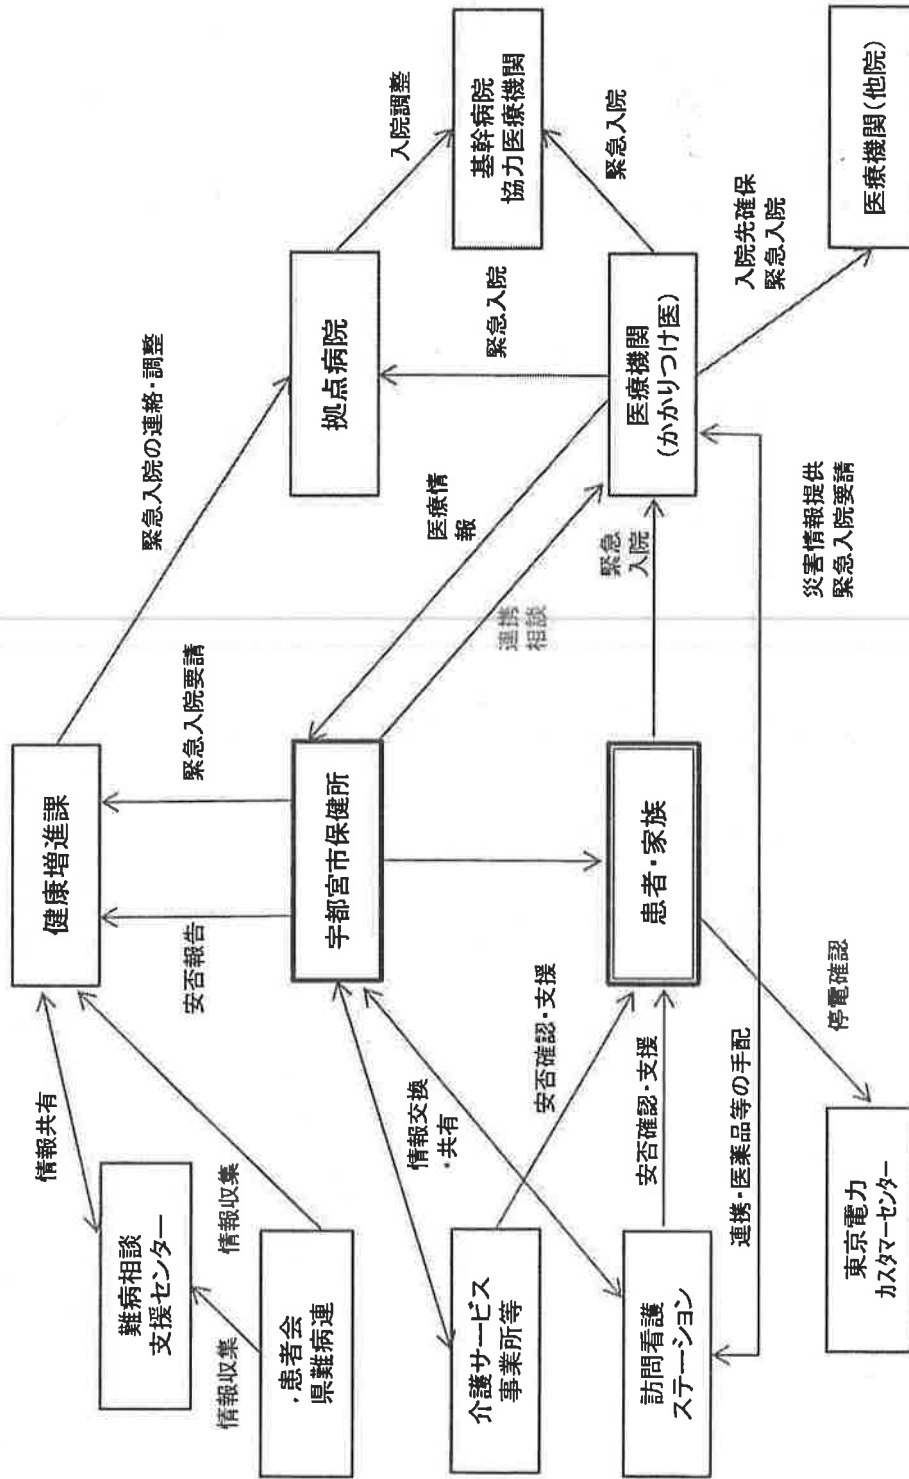 難病相談
支援センター
情報共有
健康増進課
緊急入院の連絡・調整
情報収集
情報収集
・患者会
県難病連
安否報告
緊急入院要請
拠点病院
入院調整
基幹病院
協力医療機関
宇都宮市保健所
医療情
報
緊急入院
緊急入院
介護サービス
事業所等
情報交換
・共有
安否確認・支援
連携
相談
安否確認・支援
患者・家族
緊急
入院
医療機関
(かかりつけ医)
入院先確保
緊急入院
訪問看護
ステーション
連携・医薬品等の手配
災害情報提供
緊急入院要請
停電確認
東京電力
カスタマーセンター
医療機関(他院)